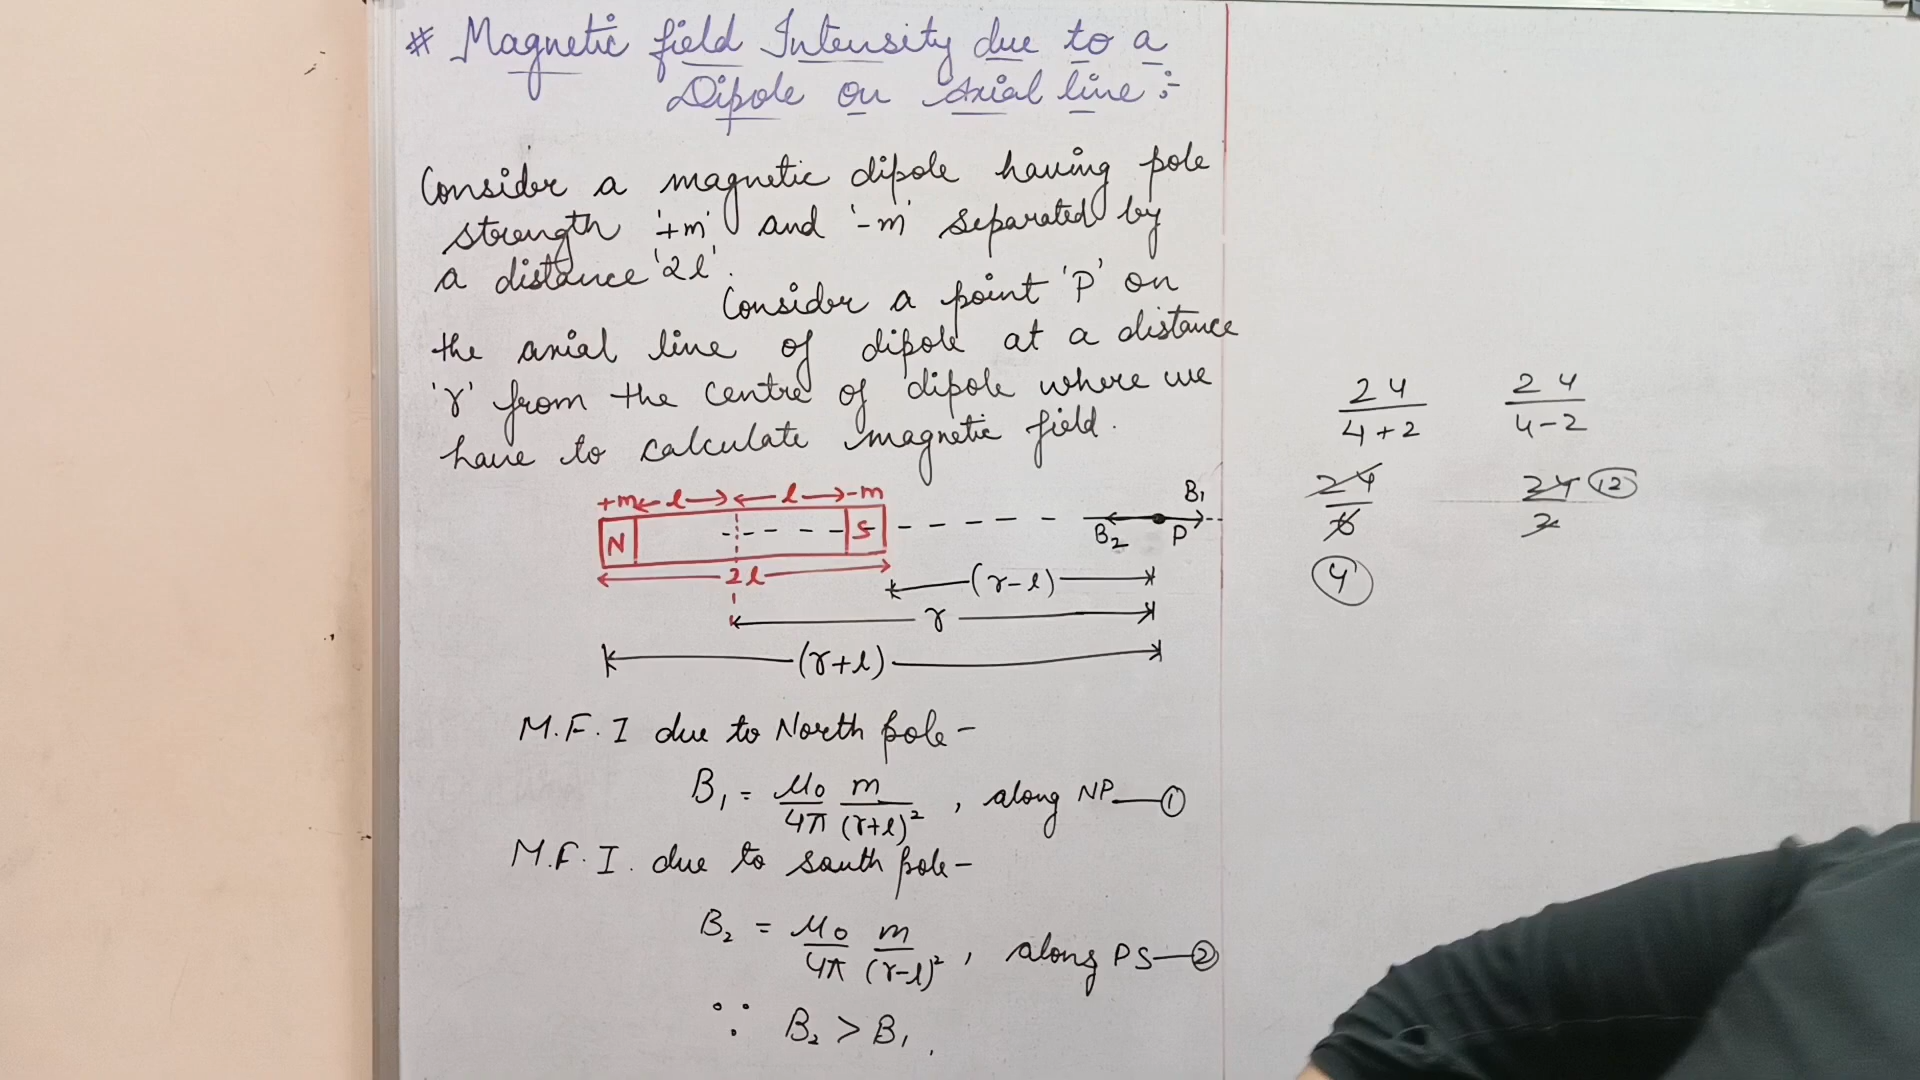 # Magnetic field Intensity due to a
Dipole on Axial line :-
Consider a magnetic dipole having pole
strength '+m' and '-m' separated by
a distance '2l'.
Consider a point 'P' on
the axial line of dipole at a distance
'r' from the centre of dipole where we
have to calculate magnetic field.
+m l l -m
N S
2l
B₂ P B₁
(r-l)
r
(r+l)
M.F.I due to North pole-
B₁ = μ₀/4π m/(r+l)², along NP—①
M.F.I. due to south pole-
B₂ = μ₀/4π m/(r-l)², along PS—②
∵ B₂ > B₁.
24/4+2 24/4-2
24/6 24/2 12
4